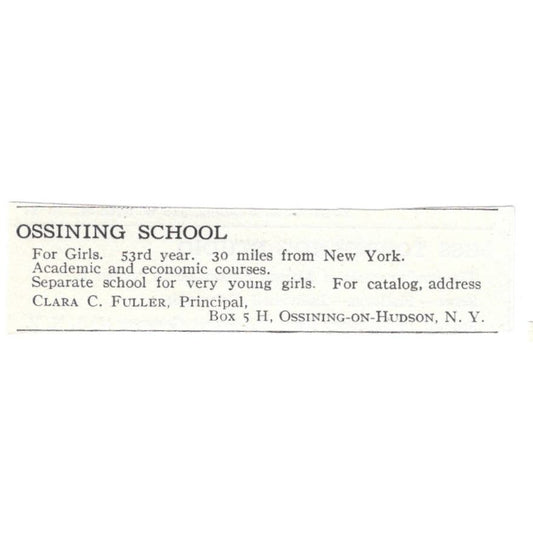 OSSINING SCHOOL
For Girls. 53rd year. 30 miles from New York.
Academic and economic courses.
Separate school for very young girls. For catalog, address
CLARA C. FULLER, Principal,
Box 5 H, OSSINING-ON-HUDSON, N. Y.